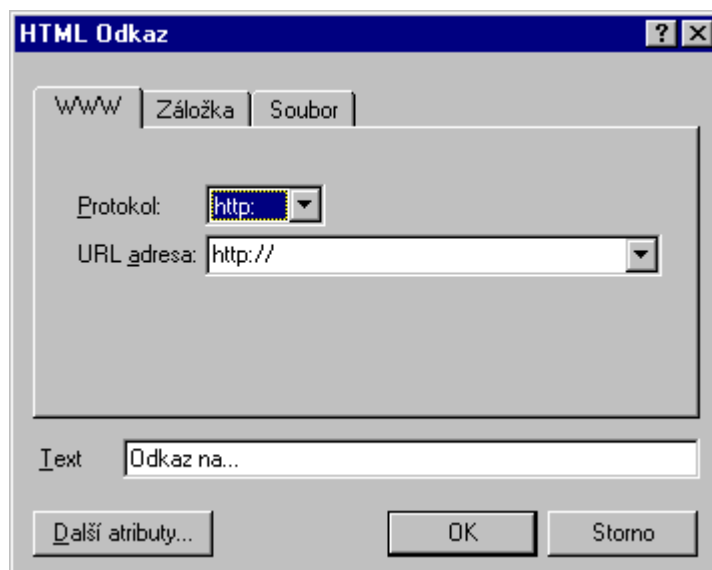 HTML Odkaz
WWW Záložka Soubor
Protokol: http:
URL adresa: http://
Text Odkaz na...
Další atributy... OK Storno